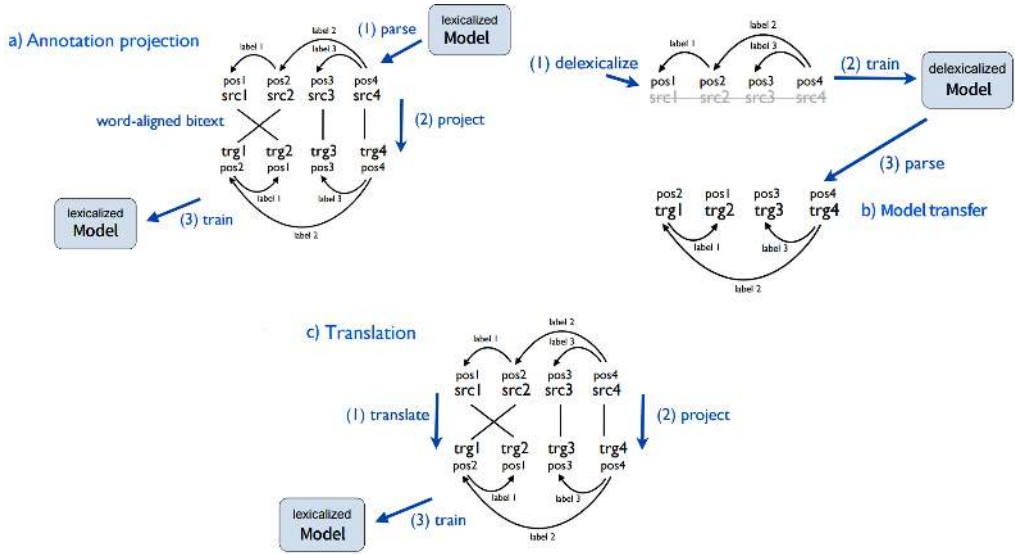 a) Annotation projection
(1) parse
lexicalized
Model
label 1
label 2
label 3
pos1 pos2 pos3 pos4
src1 src2 src3 src4
word-aligned bitext
(2) project
trg1 trg2 trg3 trg4
pos2 pos1 pos3 pos4
label 1
label 3
label 2
(3) train
lexicalized
Model
label 2
label 1
label 3
(1) delexicalize
pos1 pos2 pos3 pos4
src1 src2 src3 src4
(2) train
delexicalized
Model
(3) parse
pos2 pos1 pos3 pos4
trg1 trg2 trg3 trg4
b) Model transfer
label 1
label 3
label 2
c) Translation
label 2
label 1
label 3
pos1 pos2 pos3 pos4
src1 src2 src3 src4
(1) translate
(2) project
trg1 trg2 trg3 trg4
pos2 pos1 pos3 pos4
label 1
label 3
label 2
(3) train
lexicalized
Model